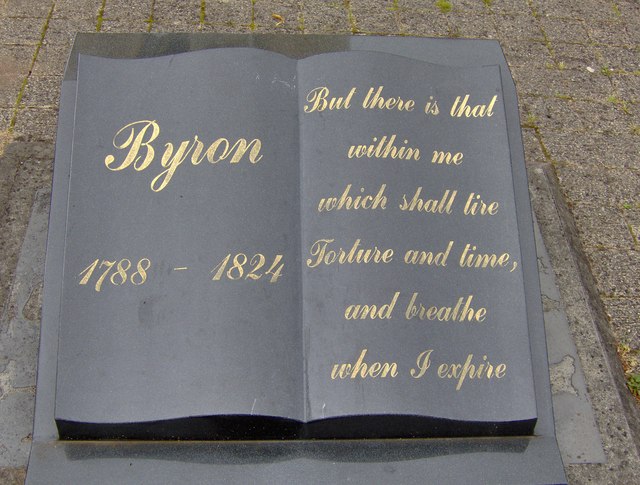 Byron
1788 - 1824
But there is that
within me
which shall tire
Torture and time,
and breathe
when I expire